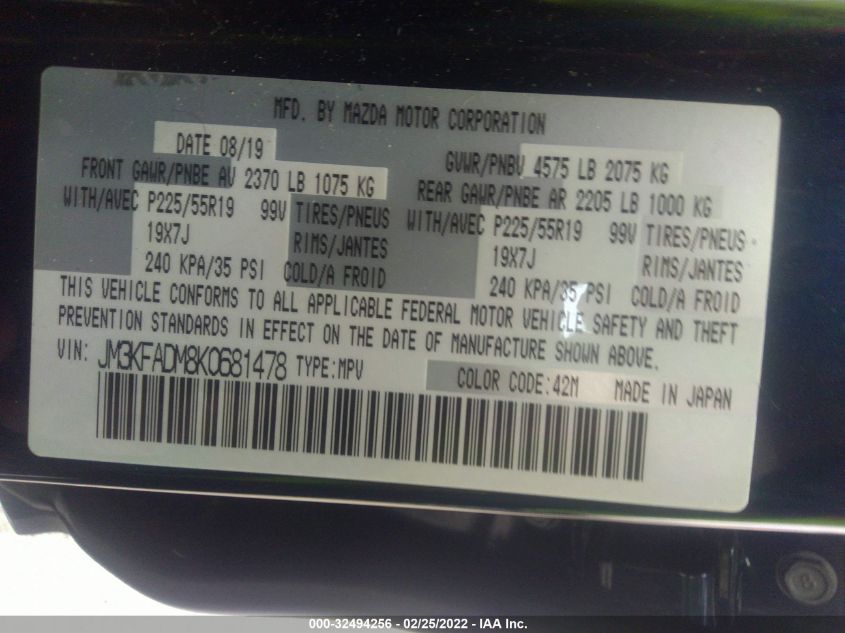 MFD. BY MAZDA MOTOR CORPORATION
DATE 08/19 GVWR/PNBV 4575 LB 2075 KG
FRONT GAWR/PNBE AV 2370 LB 1075 KG REAR GAWR/PNBE AR 2205 LB 1000 KG
WITH/AVEC P225/55R19 99V TIRES/PNEUS WITH/AVEC P225/55R19 99V TIRES/PNEUS
19X7J RIMS/JANTES 19X7J RIMS/JANTES
240 KPA/35 PSI COLD/A FROID 240 KPA/35 PSI COLD/A FROID
THIS VEHICLE CONFORMS TO ALL APPLICABLE FEDERAL MOTOR VEHICLE SAFETY AND THEFT
PREVENTION STANDARDS IN EFFECT ON THE DATE OF MANUFACTURE SHOWN ABOVE.
VIN: JM3KFADM8K0681478 TYPE:MPV COLOR CODE:42M MADE IN JAPAN
8
000-32494256 - 02/25/2022 - IAA Inc.